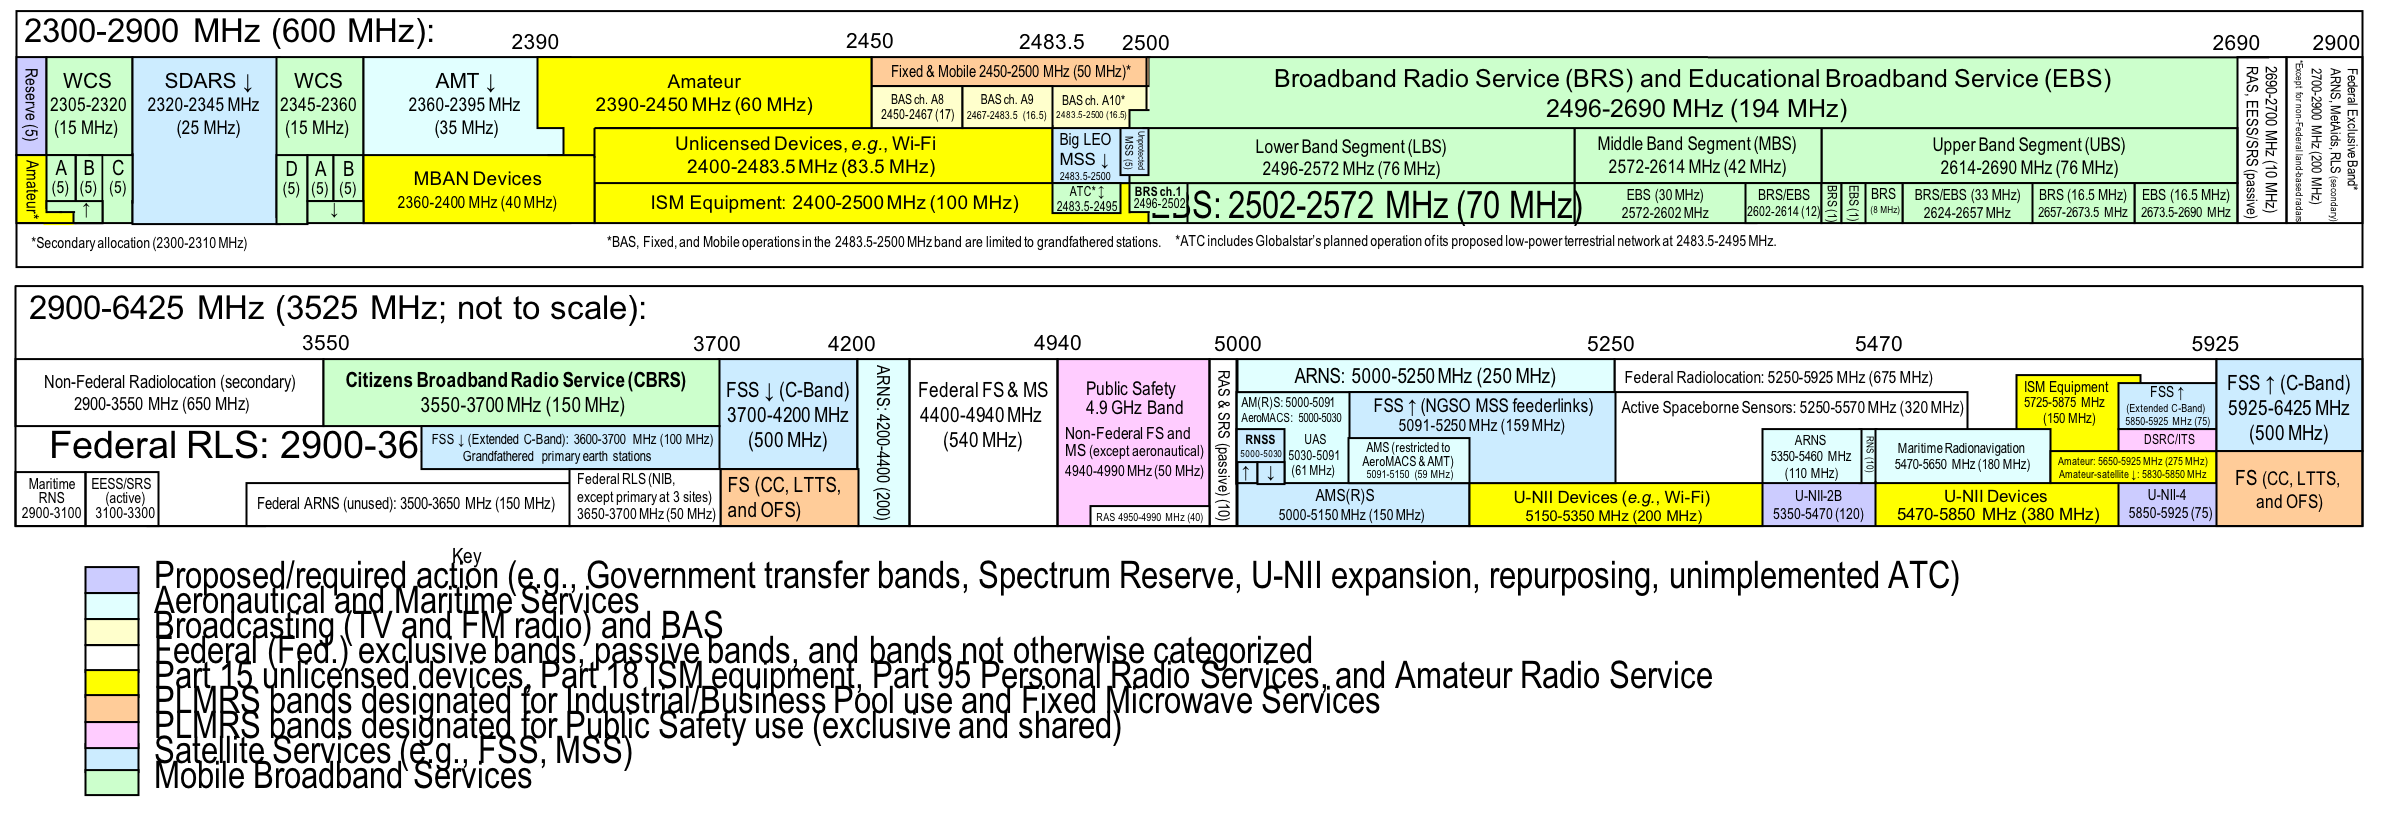 2300-2900 MHz (600 MHz):
2390
2450
2483.5
2500
2690
2900
Reserve (5)
WCS
2305-2320
(15 MHz)
SDARS ↓
2320-2345 MHz
(25 MHz)
WCS
2345-2360
(15 MHz)
AMT ↓
2360-2395 MHz
(35 MHz)
Amateur
2390-2450 MHz (60 MHz)
Fixed & Mobile 2450-2500 MHz (50 MHz)*
BAS ch. A8
2450-2467 (17)
BAS ch. A9
2467-2483.5 (16.5)
BAS ch. A10*
2483.5-2500 (16.5)
Broadband Radio Service (BRS) and Educational Broadband Service (EBS)
2496-2690 MHz (194 MHz)
2690-2700 MHz (10 MHz)
RAS, EESS/SRS (passive)
Federal Exclusive Band*
ARNS, MetAids, RLS (secondary)
2700-2900 MHz (200 MHz)
*Except for non-Federal land-based radars
Amateur*
A
(5)
B
(5)
C
(5)
↑
D
(5)
A
(5)
B
(5)
↓
MBAN Devices
2360-2400 MHz (40 MHz)
Unlicensed Devices, e.g., Wi-Fi
2400-2483.5 MHz (83.5 MHz)
ISM Equipment: 2400-2500 MHz (100 MHz)
Big LEO
MSS ↓
2483.5-2500
Unprotected
MSS (5)
ATC* ↕
2483.5-2495
BRS ch.1
2496-2502
Lower Band Segment (LBS)
2496-2572 MHz (76 MHz)
Middle Band Segment (MBS)
2572-2614 MHz (42 MHz)
Upper Band Segment (UBS)
2614-2690 MHz (76 MHz)
EBS: 2502-2572 MHz (70 MHz)
EBS (30 MHz)
2572-2602 MHz
BRS/EBS
2602-2614 (12)
BRS (1)
EBS (1)
BRS
(8 MHz)
BRS/EBS (33 MHz)
2624-2657 MHz
BRS (16.5 MHz)
2657-2673.5 MHz
EBS (16.5 MHz)
2673.5-2690 MHz
*Secondary allocation (2300-2310 MHz)
*BAS, Fixed, and Mobile operations in the 2483.5-2500 MHz band are limited to grandfathered stations.
*ATC includes Globalstar's planned operation of its proposed low-power terrestrial network at 2483.5-2495 MHz.
2900-6425 MHz (3525 MHz; not to scale):
3550
3700
4200
4940
5000
5250
5470
5925
Non-Federal Radiolocation (secondary)
2900-3550 MHz (650 MHz)
Citizens Broadband Radio Service (CBRS)
3550-3700 MHz (150 MHz)
Federal RLS: 2900-36
FSS ↓ (Extended C-Band): 3600-3700 MHz (100 MHz)
Grandfathered primary earth stations
Maritime
RNS
2900-3100
EESS/SRS
(active)
3100-3300
Federal ARNS (unused): 3500-3650 MHz (150 MHz)
Federal RLS (NIB,
except primary at 3 sites)
3650-3700 MHz (50 MHz)
FSS ↓ (C-Band)
3700-4200 MHz
(500 MHz)
FS (CC, LTTS,
and OFS)
ARNS: 4200-4400 (200)
Federal FS & MS
4400-4940 MHz
(540 MHz)
Public Safety
4.9 GHz Band
Non-Federal FS and
MS (except aeronautical)
4940-4990 MHz (50 MHz)
RAS 4950-4990 MHz (40)
RAS & SRS (passive) (10)
ARNS: 5000-5250 MHz (250 MHz)
AM(R)S: 5000-5091
AeroMACS: 5000-5030
RNSS
5000-5030
↑
↓
UAS
5030-5091
(61 MHz)
FSS ↑ (NGSO MSS feederlinks)
5091-5250 MHz (159 MHz)
AMS (restricted to
AeroMACS & AMT)
5091-5150 (59 MHz)
AMS(R)S
5000-5150 MHz (150 MHz)
U-NII Devices (e.g., Wi-Fi)
5150-5350 MHz (200 MHz)
Federal Radiolocation: 5250-5925 MHz (675 MHz)
Active Spaceborne Sensors: 5250-5570 MHz (320 MHz)
ARNS
5350-5460 MHz
(110 MHz)
RNS (10)
Maritime Radionavigation
5470-5650 MHz (180 MHz)
U-NII-2B
5350-5470 (120)
U-NII Devices
5470-5850 MHz (380 MHz)
ISM Equipment
5725-5875 MHz
(150 MHz)
FSS ↑
(Extended C-Band)
5850-5925 MHz (75)
DSRC/ITS
Amateur: 5650-5925 MHz (275 MHz)
Amateur-satellite ↓: 5830-5850 MHz
U-NII-4
5850-5925 (75)
FSS ↑ (C-Band)
5925-6425 MHz
(500 MHz)
FS (CC, LTTS,
and OFS)
Key
Proposed/required action (e.g., Government transfer bands, Spectrum Reserve, U-NII expansion, repurposing, unimplemented ATC)
Aeronautical and Maritime Services
Broadcasting (TV and FM radio) and BAS
Federal (Fed.) exclusive bands, passive bands, and bands not otherwise categorized
Part 15 unlicensed devices, Part 18 ISM equipment, Part 95 Personal Radio Services, and Amateur Radio Service
PLMRS bands designated for Industrial/Business Pool use and Fixed Microwave Services
PLMRS bands designated for Public Safety use (exclusive and shared)
Satellite Services (e.g., FSS, MSS)
Mobile Broadband Services